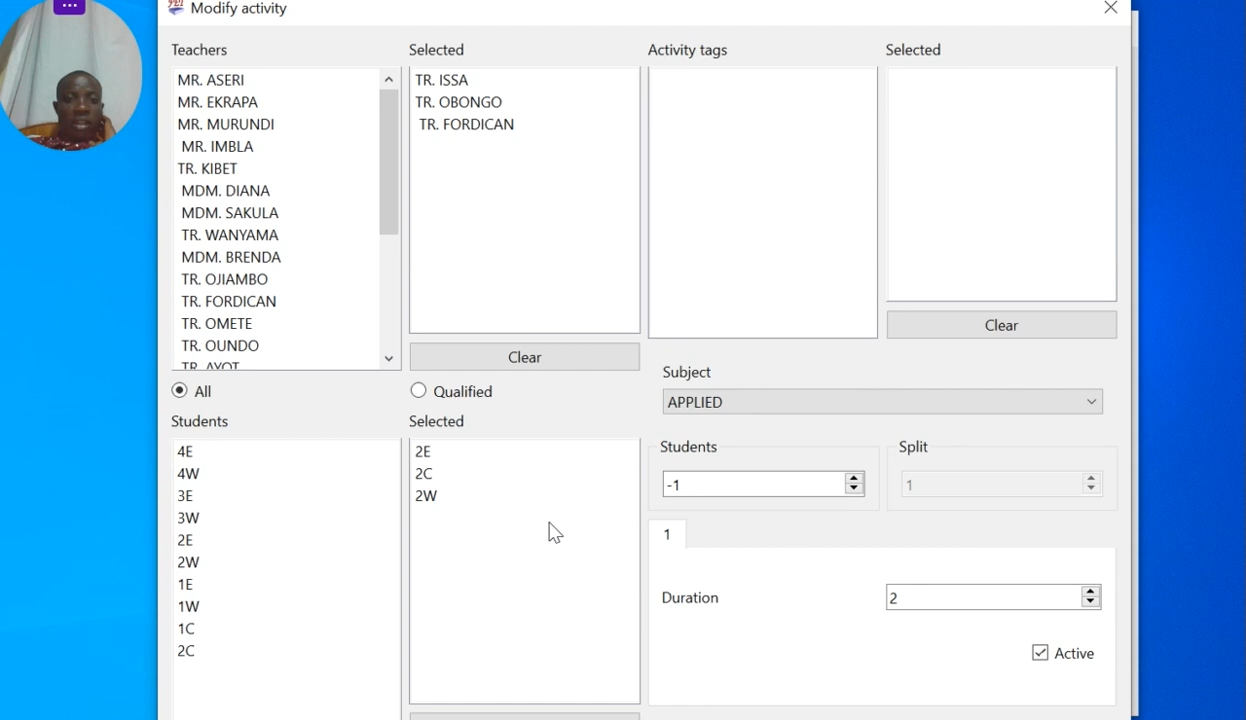 Modify activity
Teachers
MR. ASERI
MR. EKRAPA
MR. MURUNDI
MR. IMBLA
TR. KIBET
MDM. DIANA
MDM. SAKULA
TR. WANYAMA
MDM. BRENDA
TR. OJIAMBO
TR. FORDICAN
TR. OMETE
TR. OUNDO
TR. AYOT
All
Selected
TR. ISSA
TR. OBONGO
TR. FORDICAN
Clear
Qualified
Activity tags
Selected
Clear
Subject
APPLIED
Students
4E
4W
3E
3W
2E
2W
1E
1W
1C
2C
Selected
2E
2C
2W
Students
-1
Split
1
1
Duration
2
Active